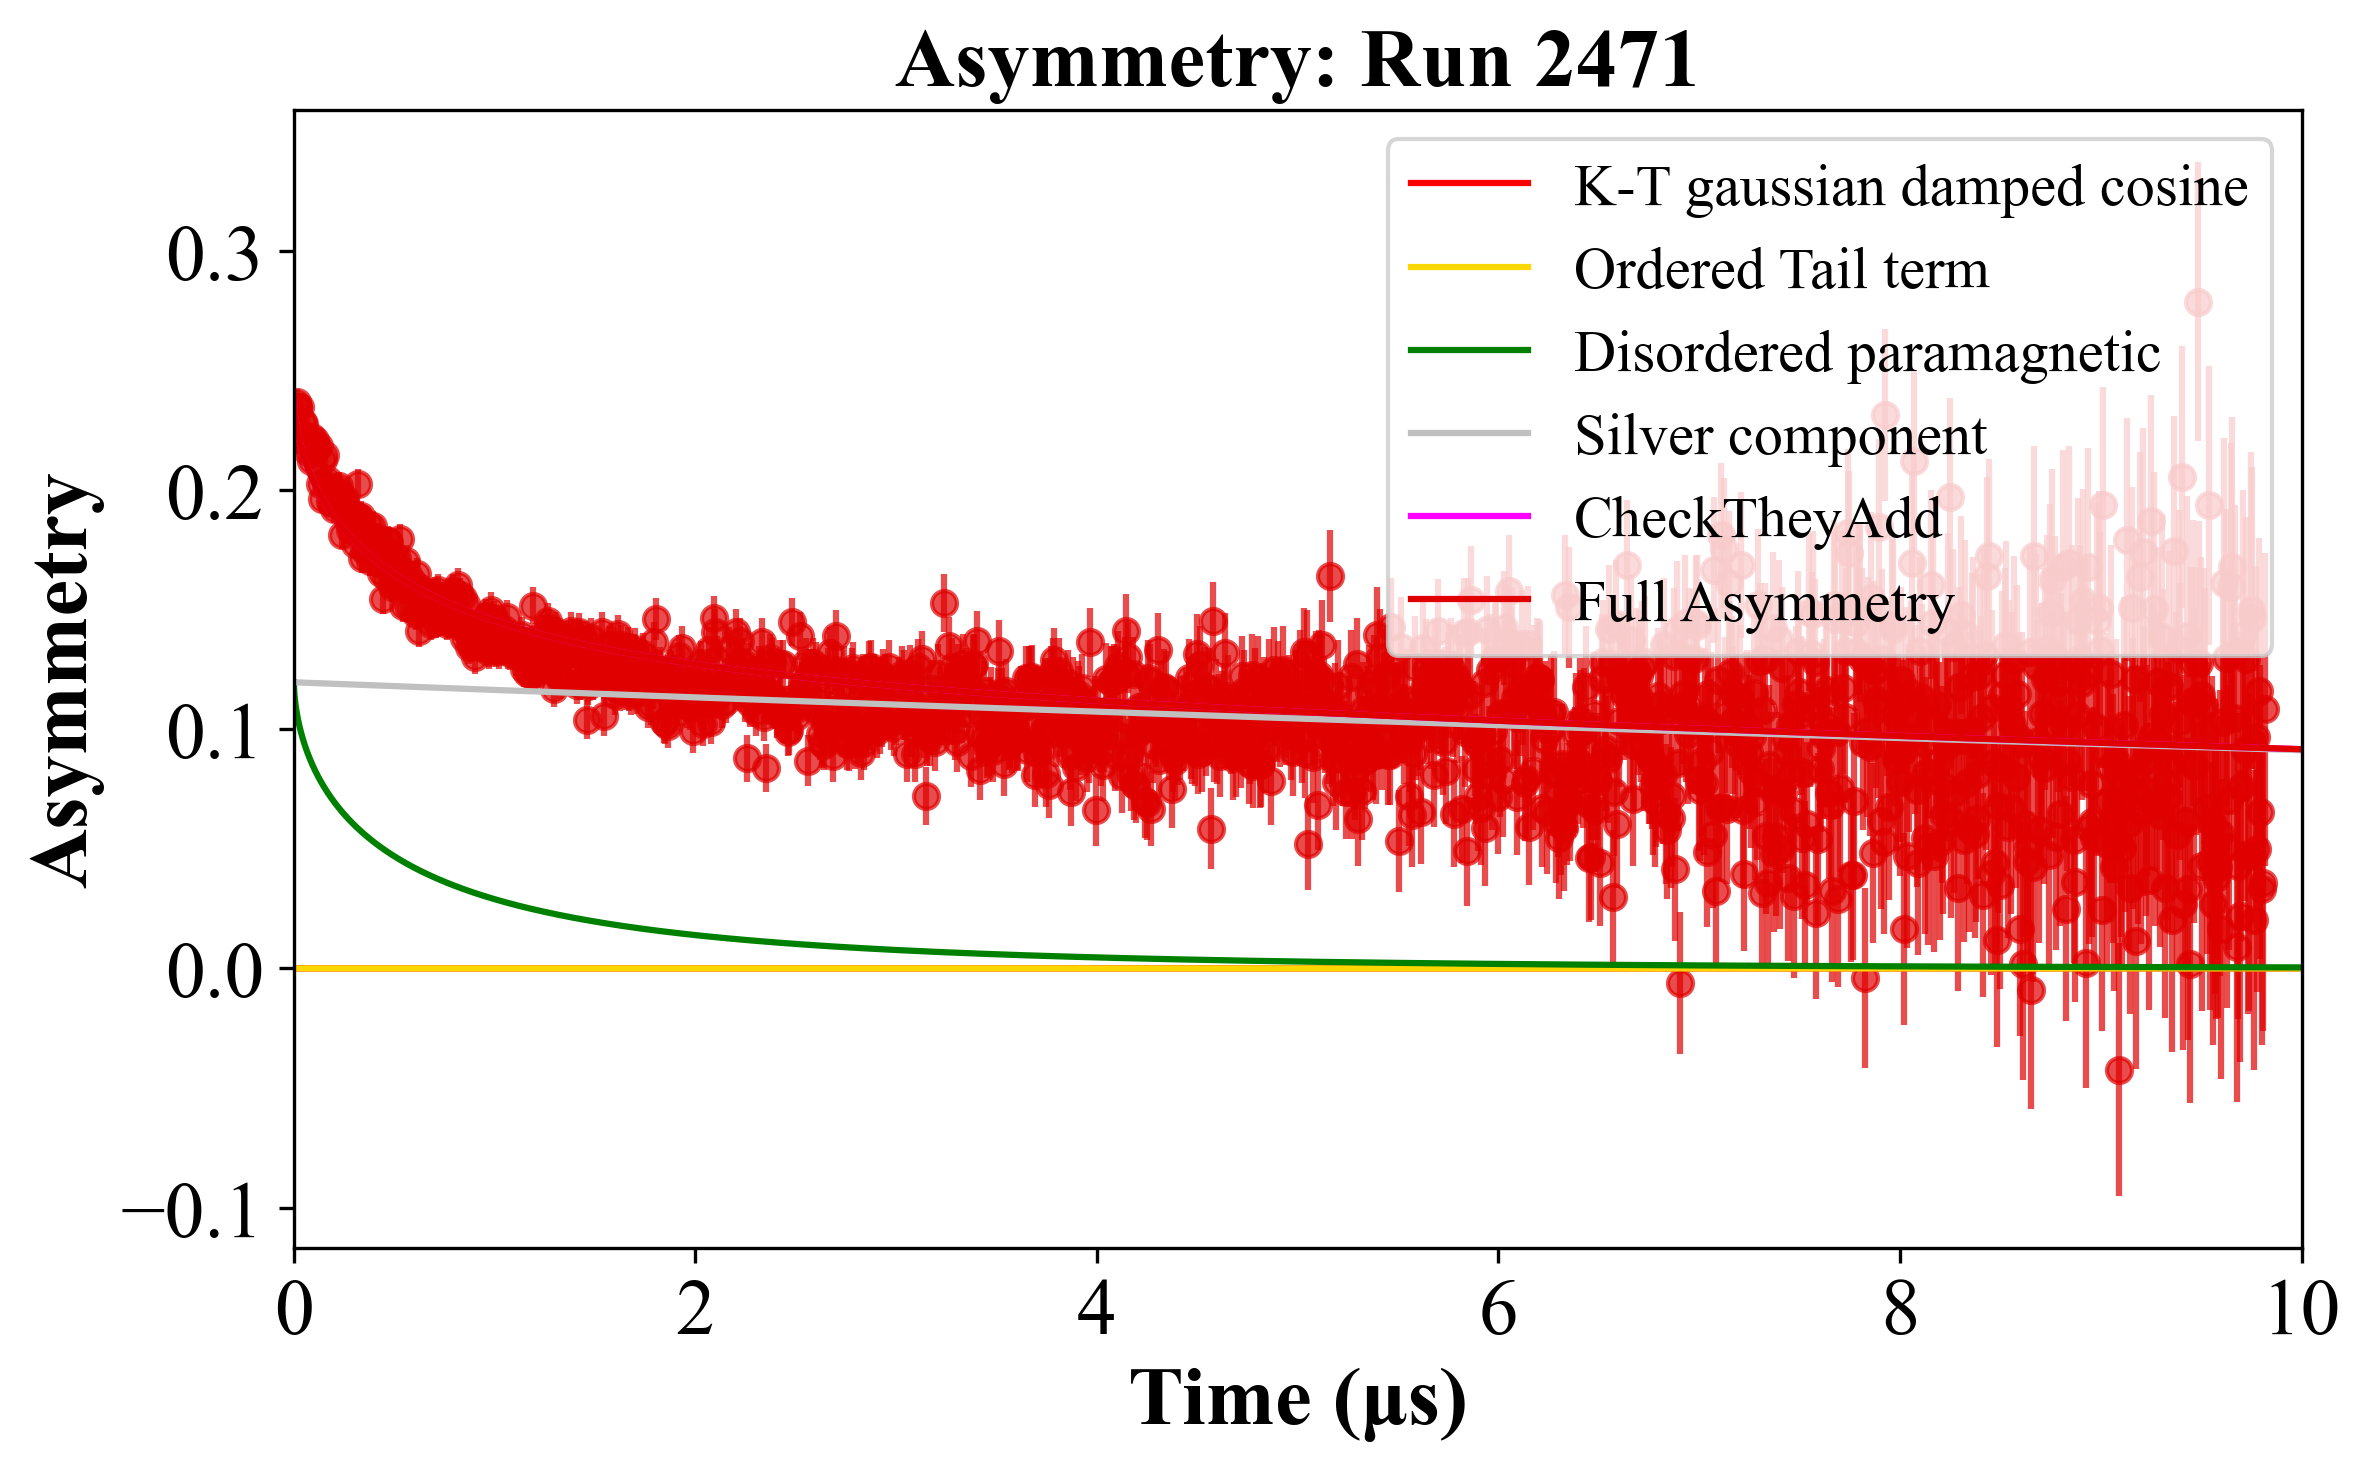 Asymmetry: Run 2471
K-T gaussian damped cosine
Ordered Tail term
Disordered paramagnetic
Silver component
CheckTheyAdd
Full Asymmetry
Asymmetry
0.3
0.2
0.1
0.0
−0.1
0 2 4 6 8 10
Time (μs)